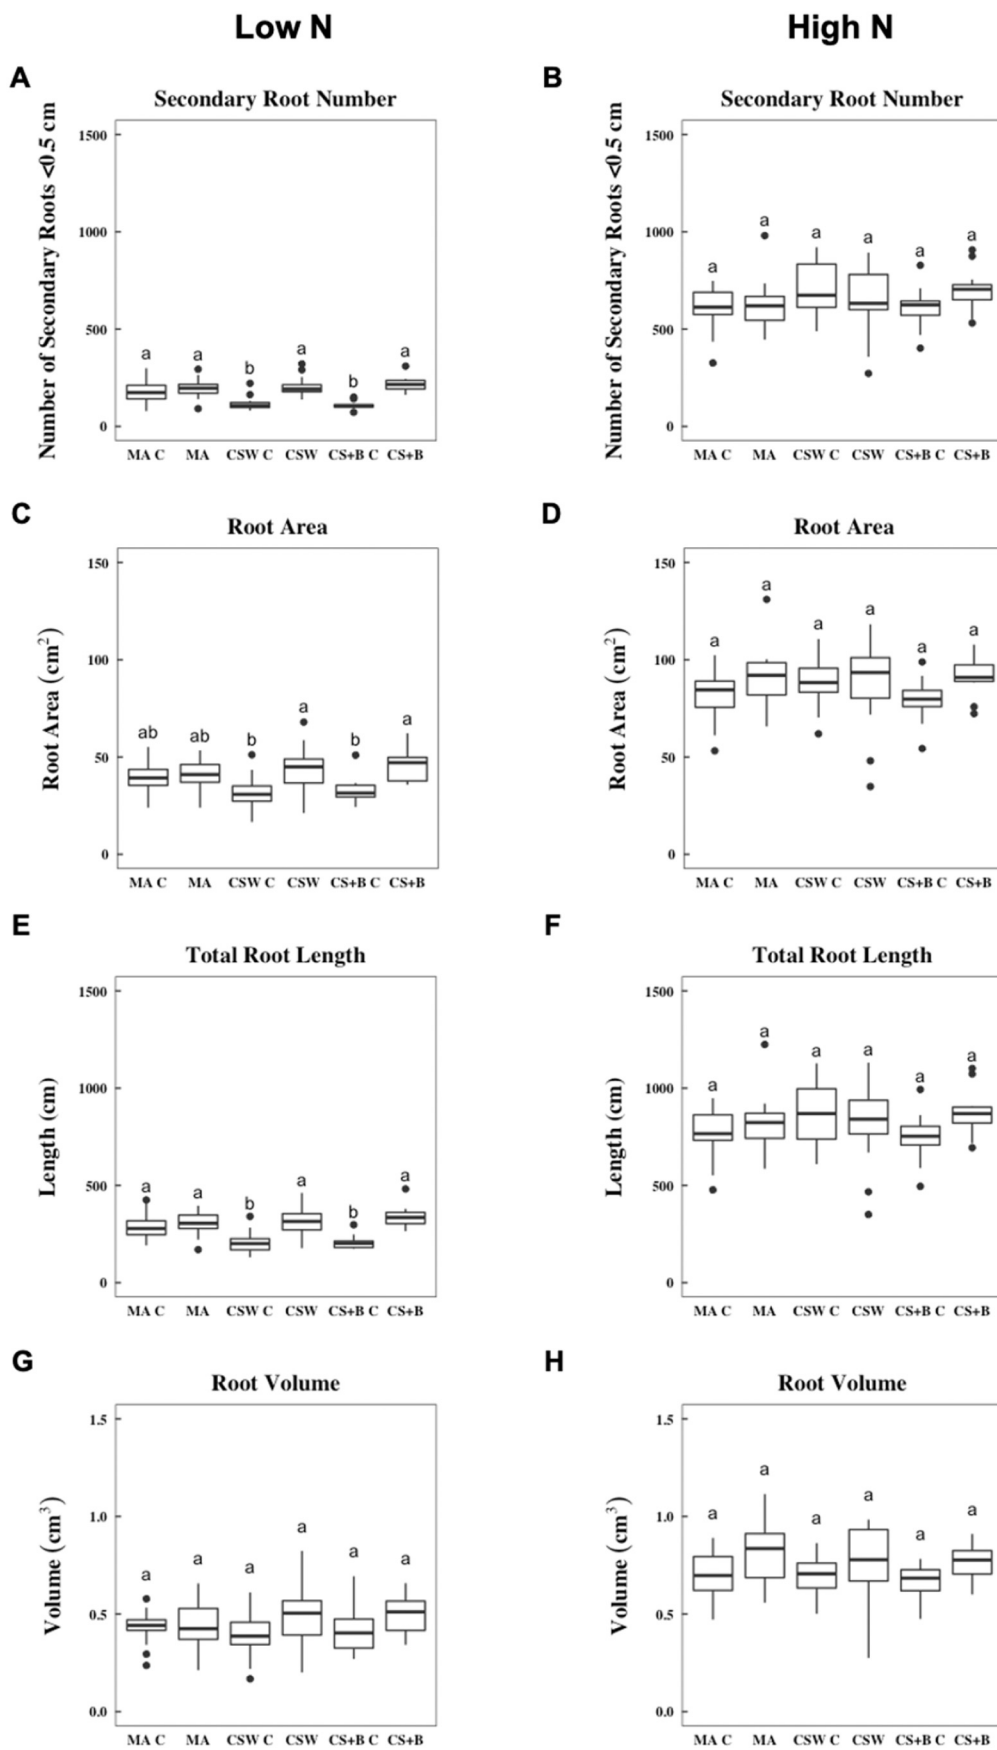 Low N
High N
A
Secondary Root Number
Number of Secondary Roots <0.5 cm
1500
1000
500
0
a a b a b a
MA C MA CSW C CSW CS+B C CS+B
B
Secondary Root Number
Number of Secondary Roots <0.5 cm
1500
1000
500
0
a a a a a a
MA C MA CSW C CSW CS+B C CS+B
C
Root Area
Root Area (cm²)
150
100
50
0
ab ab b a b a
MA C MA CSW C CSW CS+B C CS+B
D
Root Area
Root Area (cm²)
150
100
50
0
a a a a a a
MA C MA CSW C CSW CS+B C CS+B
E
Total Root Length
Length (cm)
1500
1000
500
0
a a b a b a
MA C MA CSW C CSW CS+B C CS+B
F
Total Root Length
Length (cm)
1500
1000
500
0
a a a a a a
MA C MA CSW C CSW CS+B C CS+B
G
Root Volume
Volume (cm³)
1.5
1.0
0.5
0.0
a a a a a a
MA C MA CSW C CSW CS+B C CS+B
H
Root Volume
Volume (cm³)
1.5
1.0
0.5
0.0
a a a a a a
MA C MA CSW C CSW CS+B C CS+B